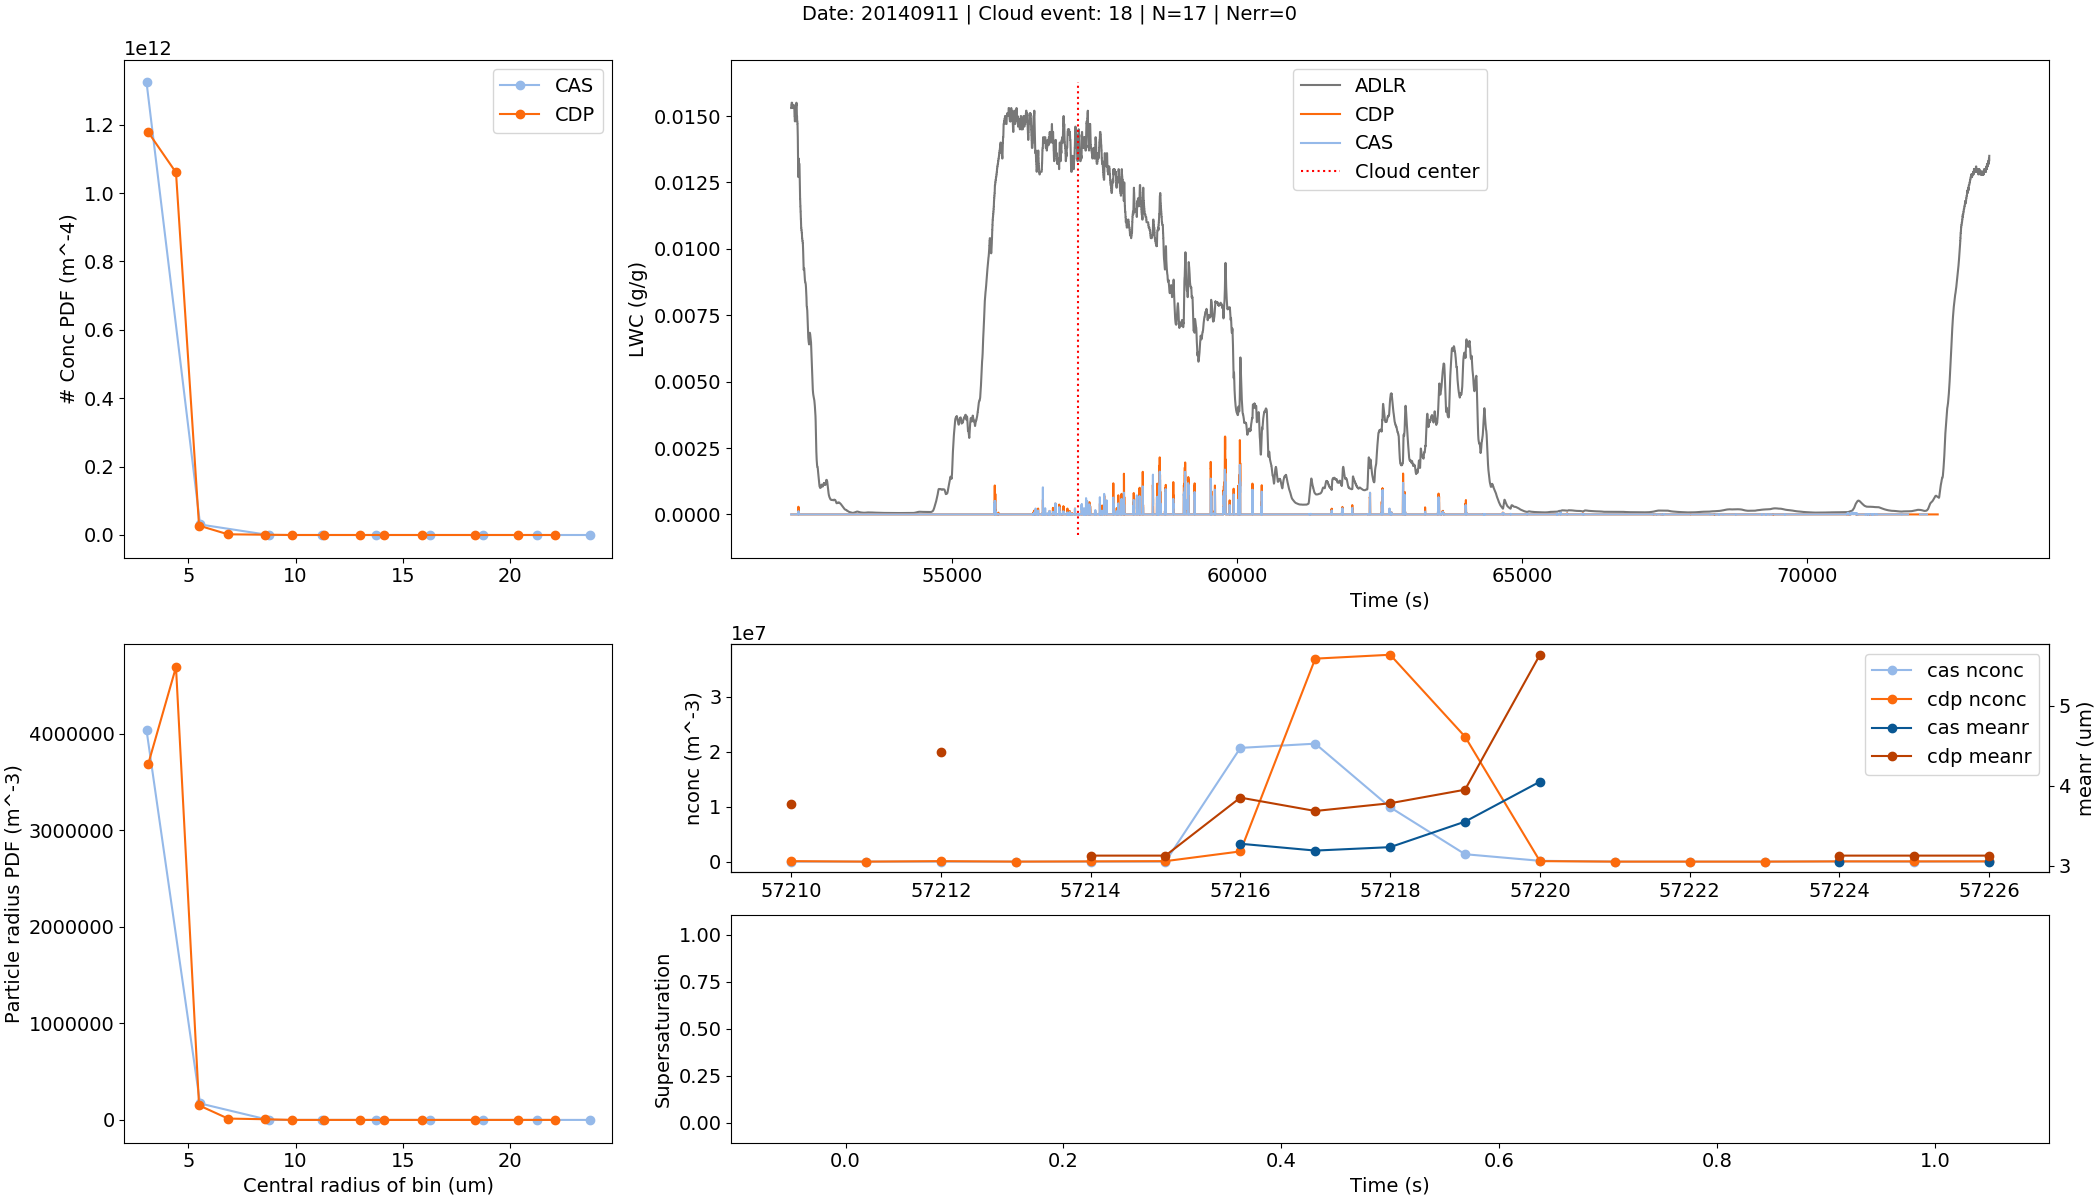 Date: 20140911 | Cloud event: 18 | N=17 | Nerr=0
1e12
# Conc PDF (m^-4)
1.2
1.0
0.8
0.6
0.4
0.2
0.0
5 10 15 20
CAS
CDP
LWC (g/g)
0.0150
0.0125
0.0100
0.0075
0.0050
0.0025
0.0000
55000 60000 65000 70000
Time (s)
ADLR
CDP
CAS
Cloud center
Particle radius PDF (m^-3)
4000000
3000000
2000000
1000000
0
5 10 15 20
Central radius of bin (um)
1e7
nconc (m^-3)
3
2
1
0
57210 57212 57214 57216 57218 57220 57222 57224 57226
cas nconc
cdp nconc
cas meanr
cdp meanr
5
4
3
meanr (um)
Supersaturation
1.00
0.75
0.50
0.25
0.00
0.0 0.2 0.4 0.6 0.8 1.0
Time (s)